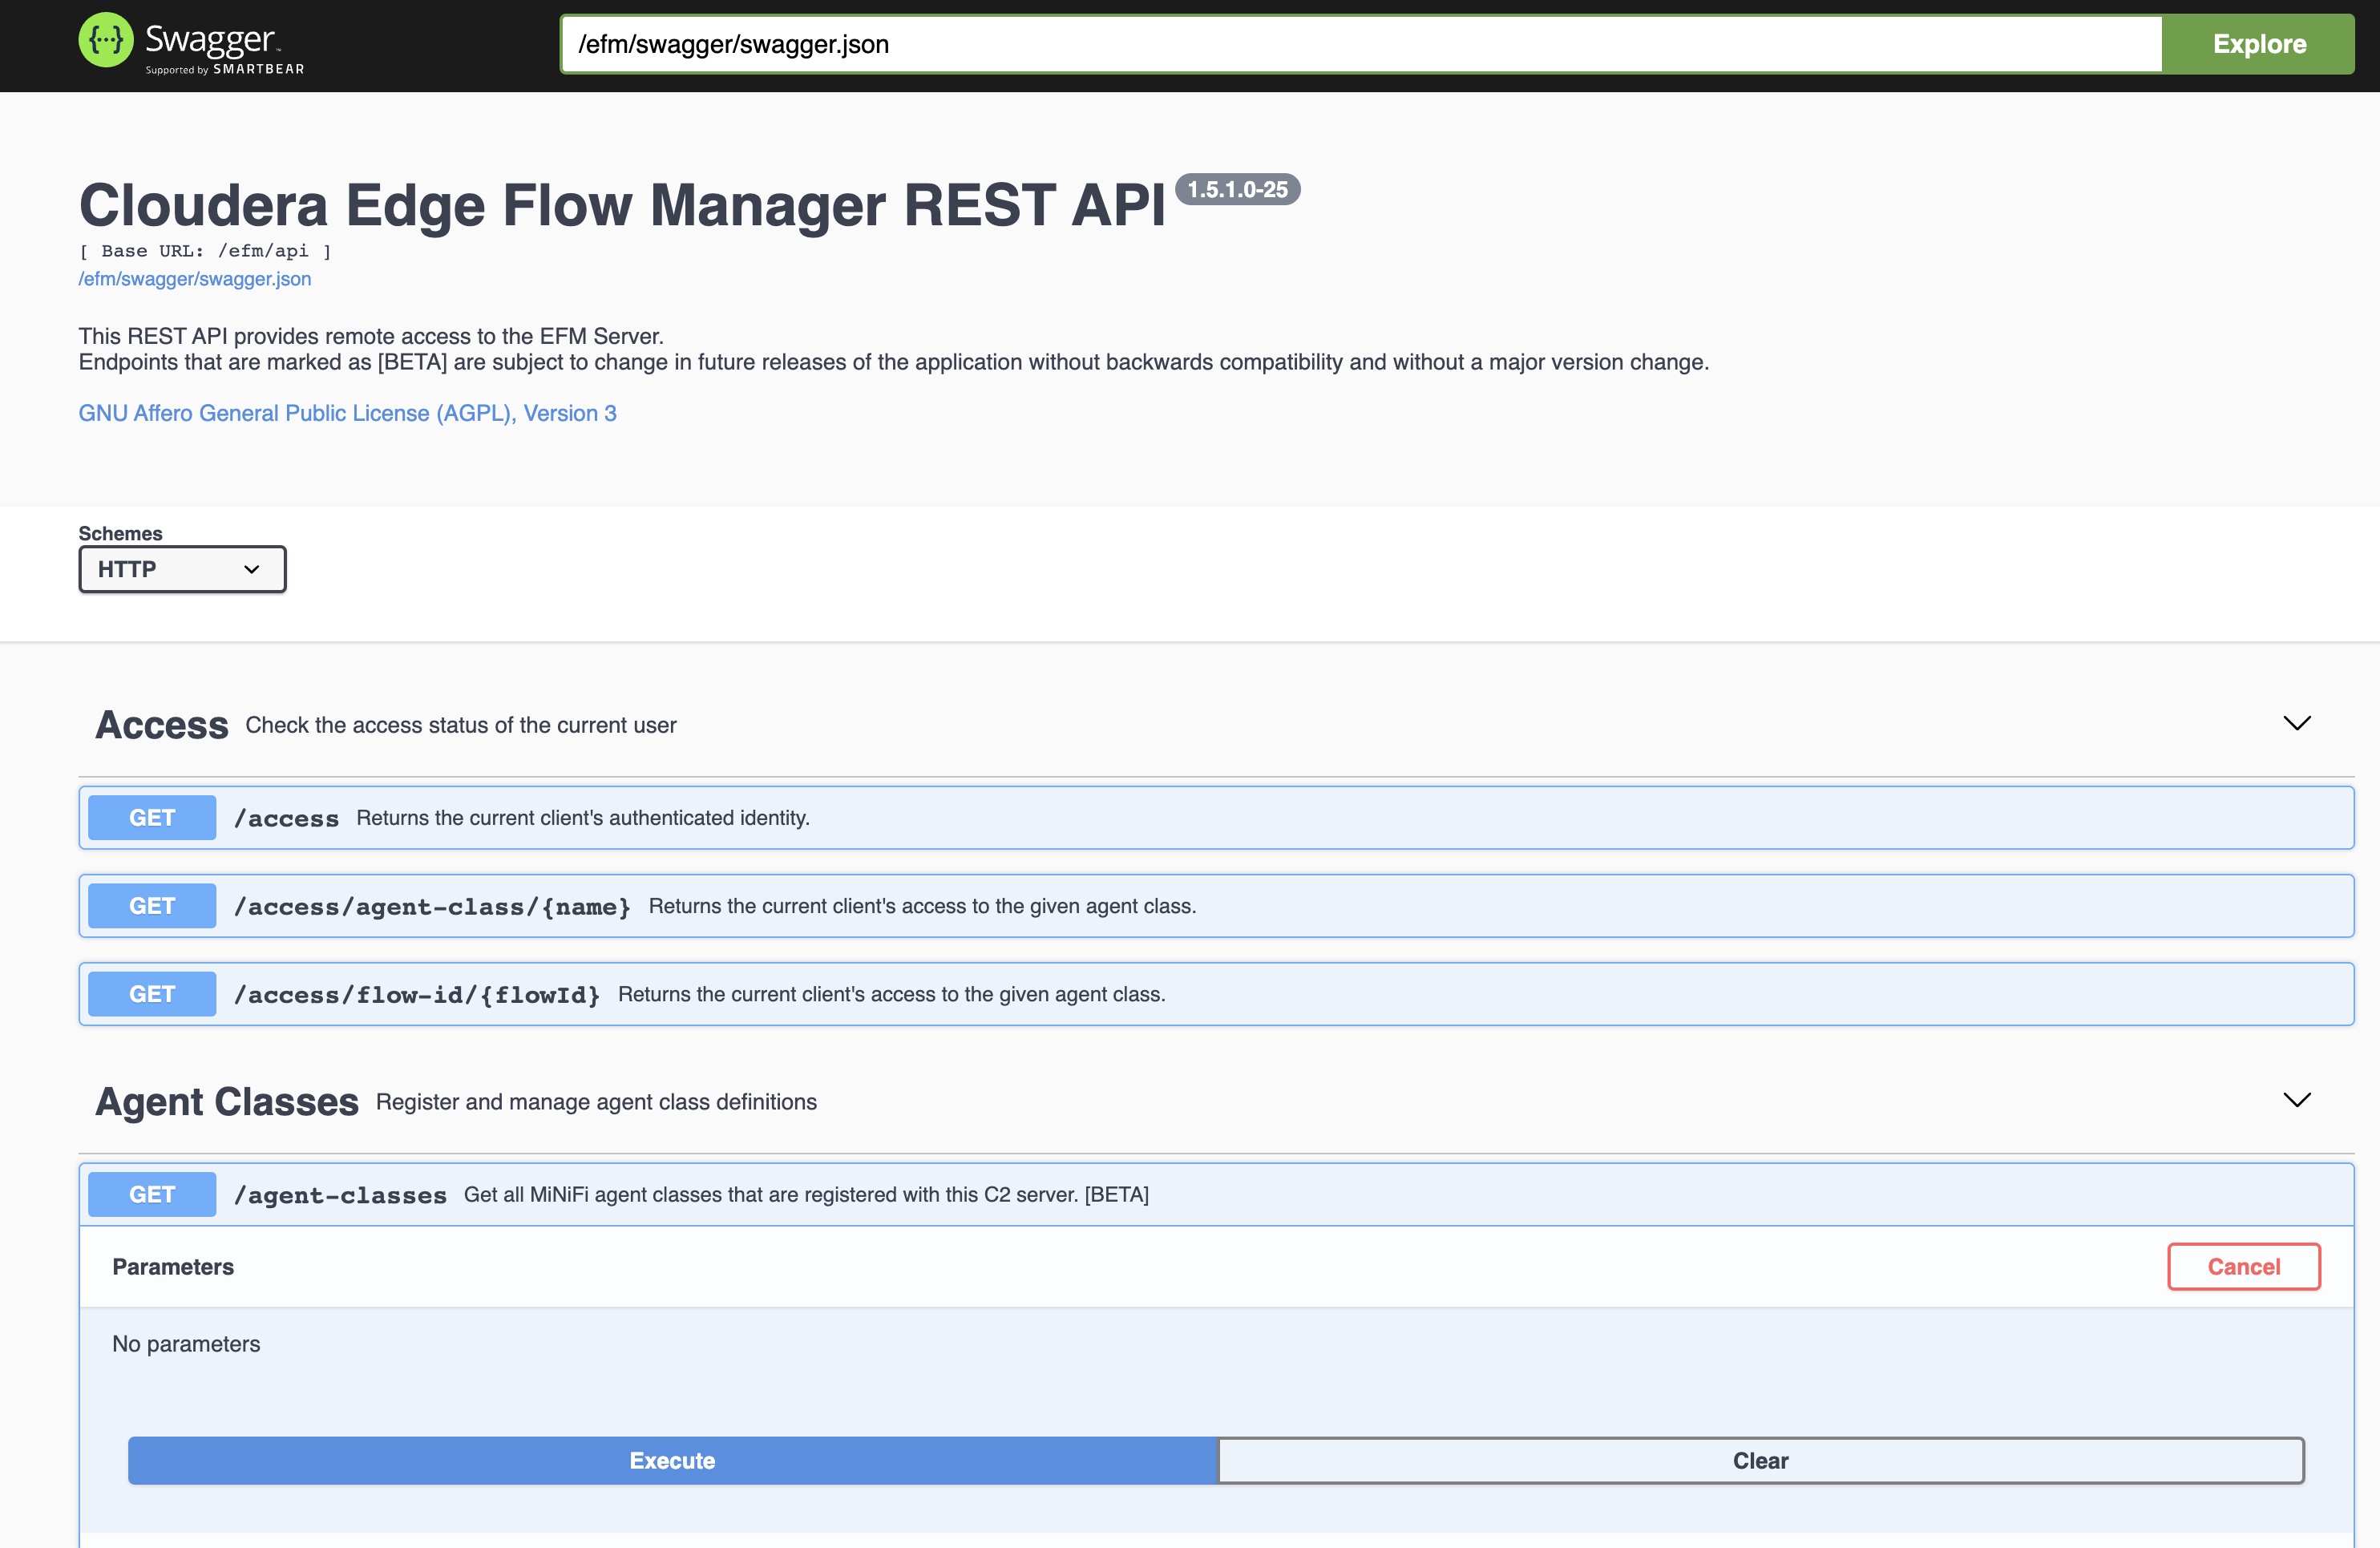 {···} Swagger™
Supported by SMARTBEAR
/efm/swagger/swagger.json
Explore
Cloudera Edge Flow Manager REST API 1.5.1.0-25
[ Base URL: /efm/api ]
/efm/swagger/swagger.json
This REST API provides remote access to the EFM Server.
Endpoints that are marked as [BETA] are subject to change in future releases of the application without backwards compatibility and without a major version change.
GNU Affero General Public License (AGPL), Version 3
Schemes
HTTP
Access Check the access status of the current user
GET /access Returns the current client's authenticated identity.
GET /access/agent-class/{name} Returns the current client's access to the given agent class.
GET /access/flow-id/{flowId} Returns the current client's access to the given agent class.
Agent Classes Register and manage agent class definitions
GET /agent-classes Get all MiNiFi agent classes that are registered with this C2 server. [BETA]
Parameters
Cancel
No parameters
Execute
Clear